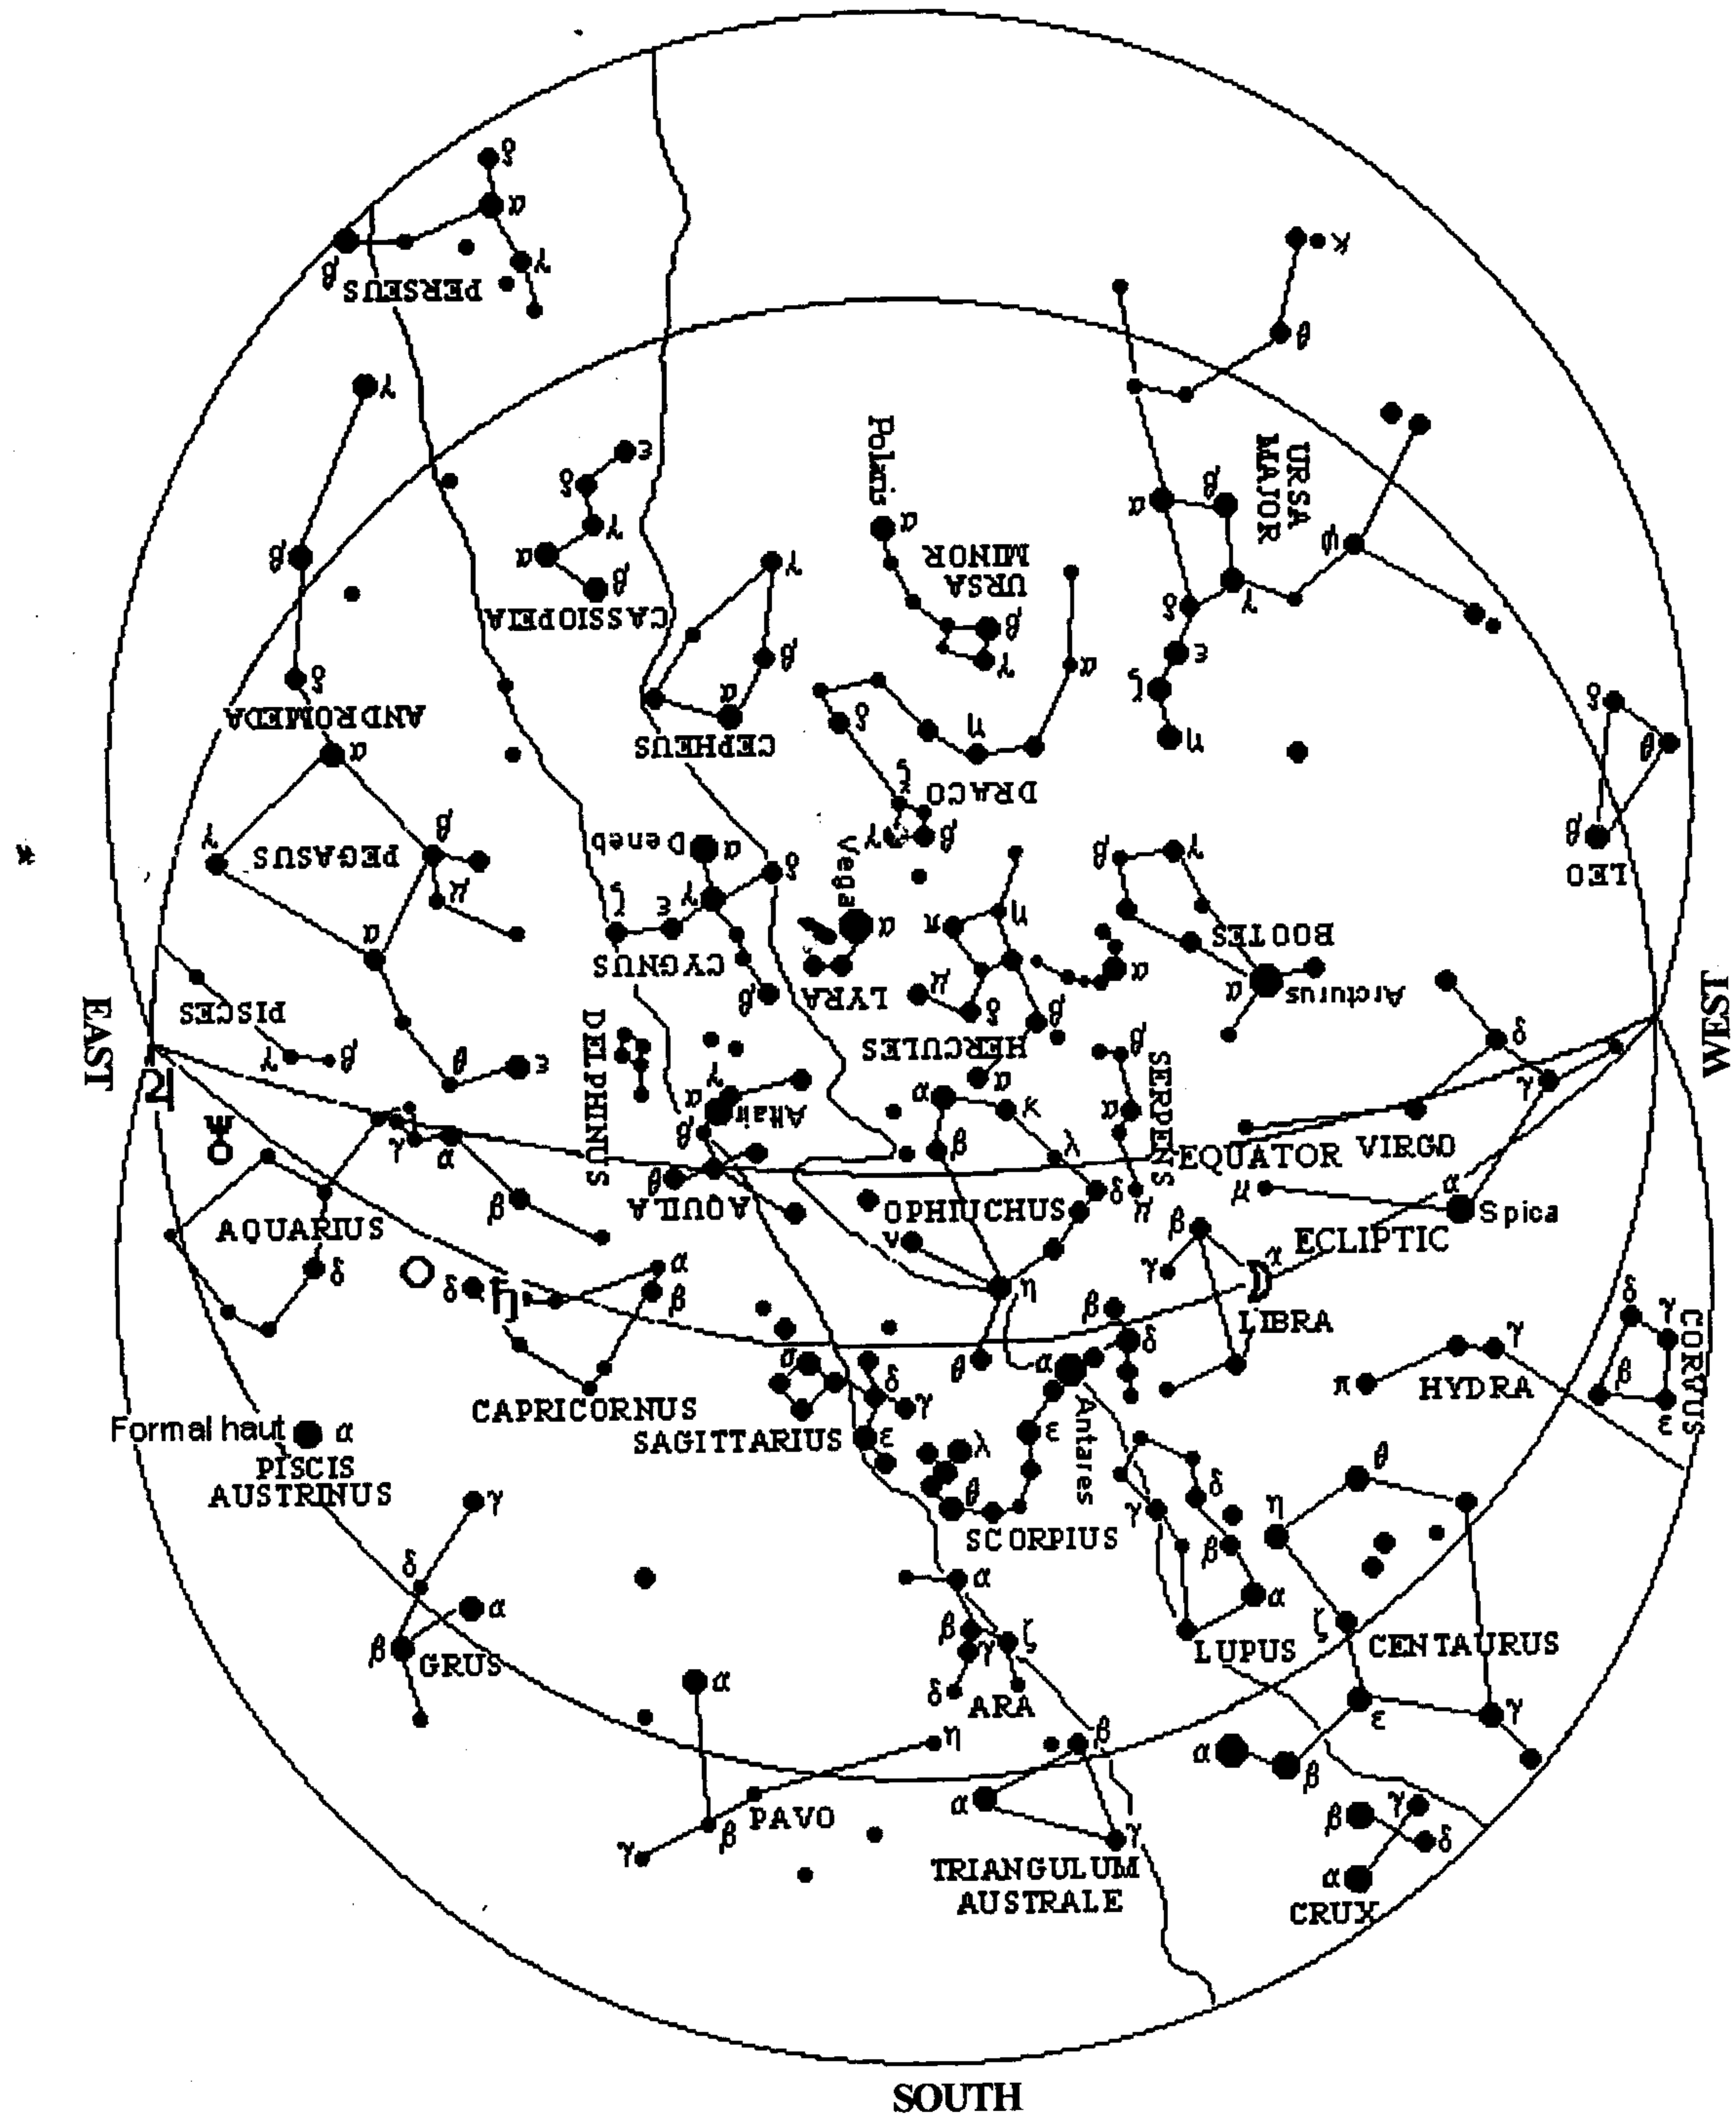 δ
α
γ
β
PERSEUS
κ
θ
γ
β
δ
ANDROMEDA
α
ε
δ
γ
α
β
CASSIOPEIA
γ
β
α
CEPHEUS
Polaris
α
URSA
MINOR
β
γ
URSA
MAJOR
α
β
ψ
δ
γ
ε
ζ
η
α
η
δ
ζ
DRACO
γ
β
δ
θ
β
LEO
γ
PEGASUS
β
μ
α
θ
ε
Deneb
α
δ
γ
ε
ζ
CYGNUS
β
Vega
α
LYRA
π
η
μ
δ
β
HERCULES
α
α
β
γ
BOOTES
α
Arcturus
EAST
WEST
PISCES
γ
β
DELPHINUS
γ
α
Altair
β
θ
AQUILA
α
κ
β
λ
δ
OPHIUCHUS
ν
η
θ
SERPENS
β
α
μ
EQUATOR
VIRGO
δ
γ
α
μ
Spica
ECLIPTIC
♆
γ
α
β
AQUARIUS
δ
δ
α
β
CAPRICORNUS
β
γ
α
LIBRA
δ
γ
β
ε
CORVUS
γ
π
HYDRA
σ
δ
γ
ε
SAGITTARIUS
β
δ
α
Antares
ε
λ
θ
SCORPIUS
Formalhaut
α
PISCIS
AUSTRINUS
γ
δ
α
β
GRUS
δ
γ
β
α
LUPUS
θ
η
ζ
CENTAURUS
ε
γ
α
β
α
β
γ
ζ
δ
ARA
α
η
β
γ
PAVO
β
α
γ
TRIANGULUM
AUSTRALE
β
γ
δ
α
CRUX
SOUTH